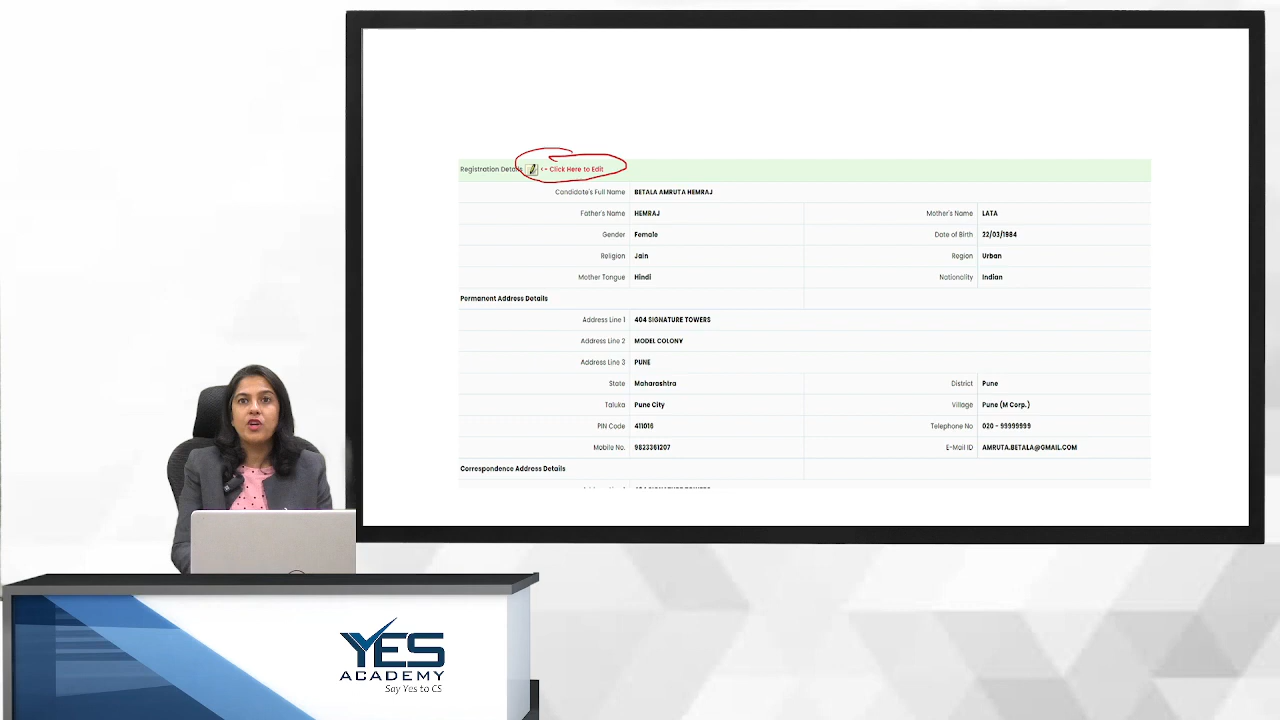 Registration Details <- Click Here to Edit
Candidate's Full Name BETALA AMRUTA HEMRAJ
Father's Name HEMRAJ Mother's Name LATA
Gender Female Date of Birth 22/03/1984
Religion Jain Region Urban
Mother Tongue Hindi Nationality Indian
Permanent Address Details
Address Line 1 404 SIGNATURE TOWERS
Address Line 2 MODEL COLONY
Address Line 3 PUNE
State Maharashtra District Pune
Taluka Pune City Village Pune (M Corp.)
PIN Code 411016 Telephone No 020 - 99999999
Mobile No. 9823361207 E-Mail ID AMRUTA.BETALA@GMAIL.COM
Correspondence Address Details
YES
ACADEMY
Say Yes to CS